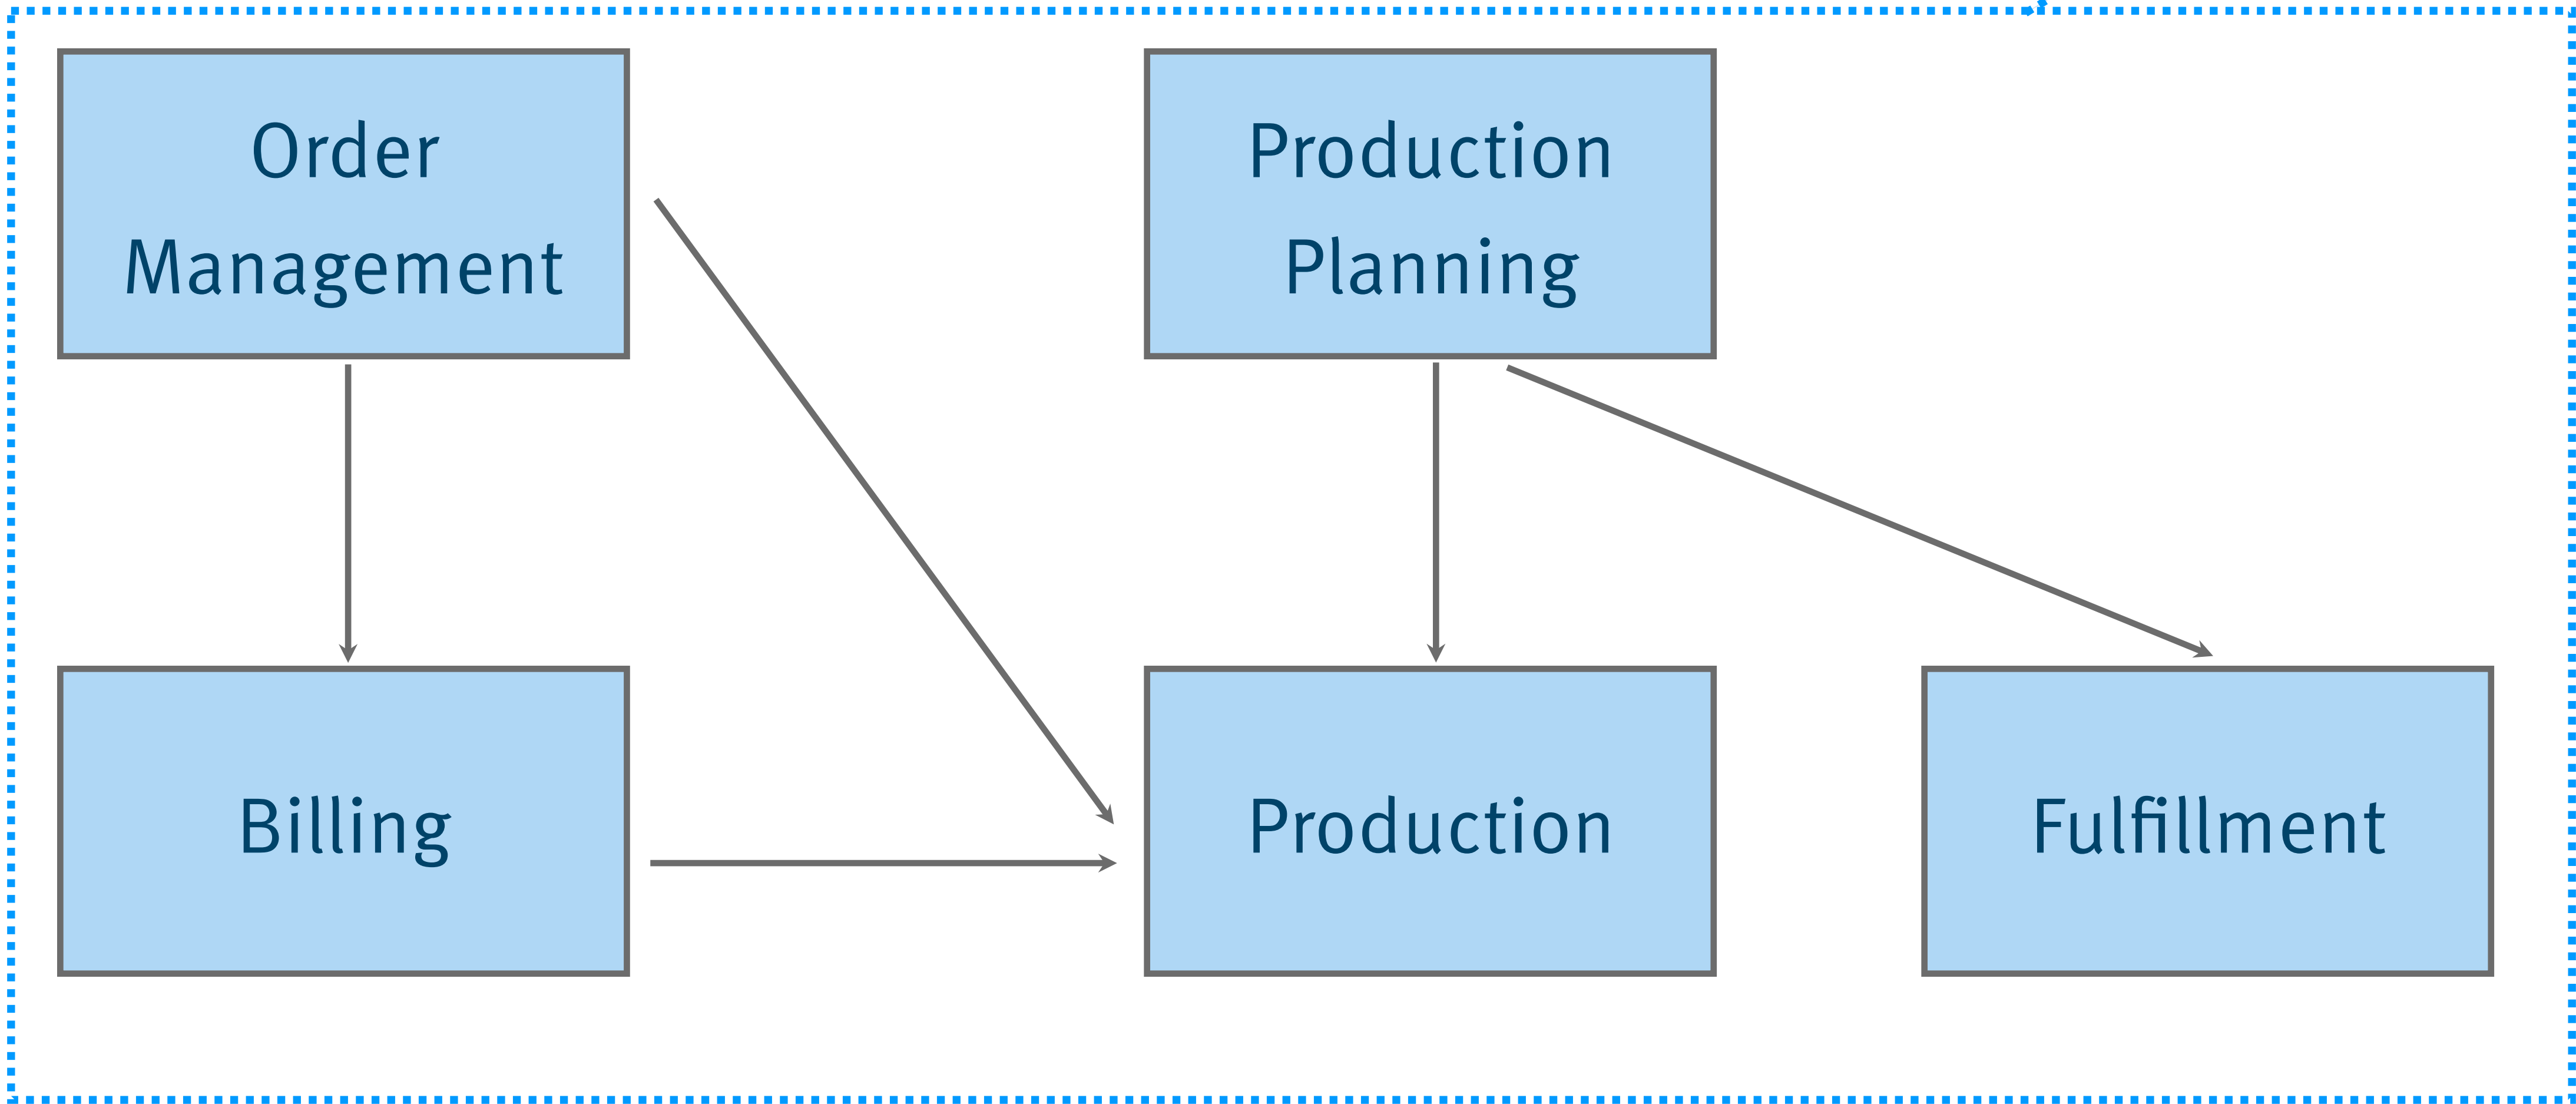 Order
Management
Production
Planning
Billing
Production
Fulfillment